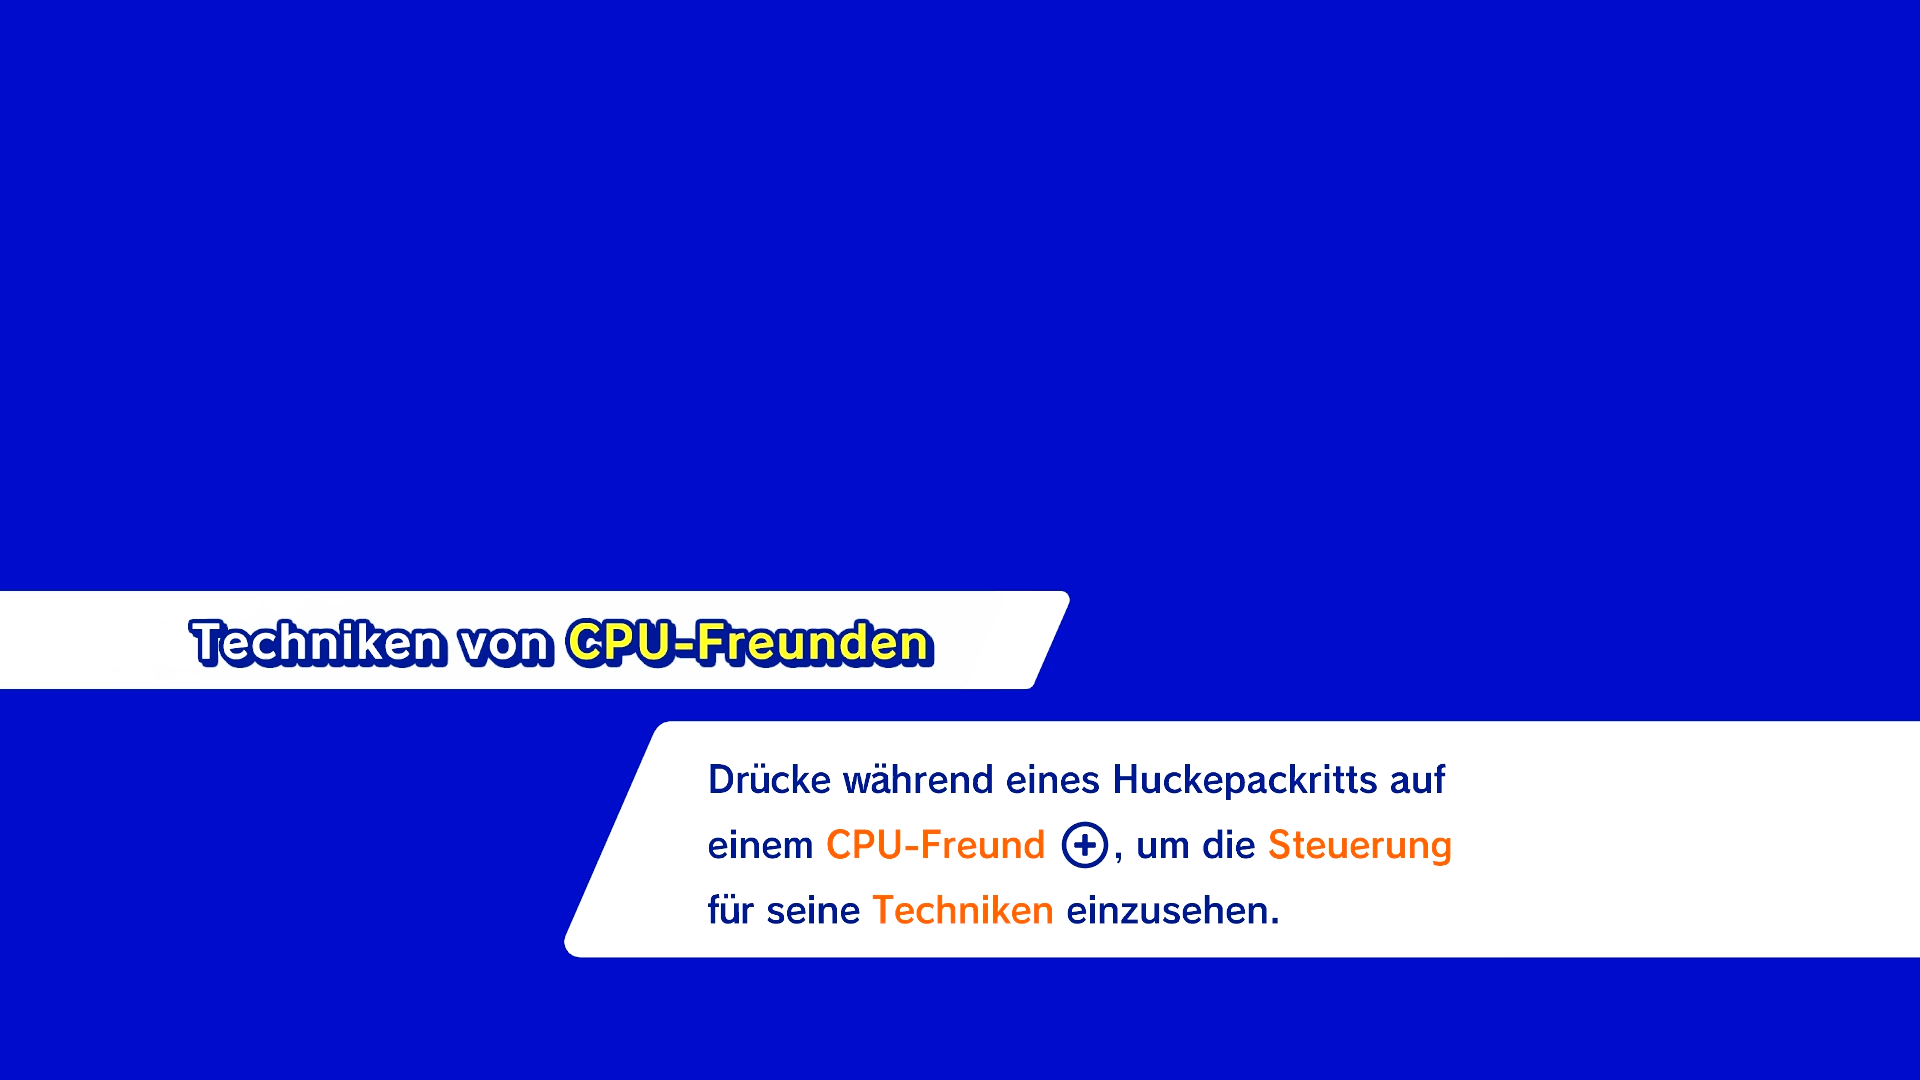 Techniken von CPU-Freunden
Drücke während eines Huckepackritts auf
einem CPU-Freund ⊕, um die Steuerung
für seine Techniken einzusehen.